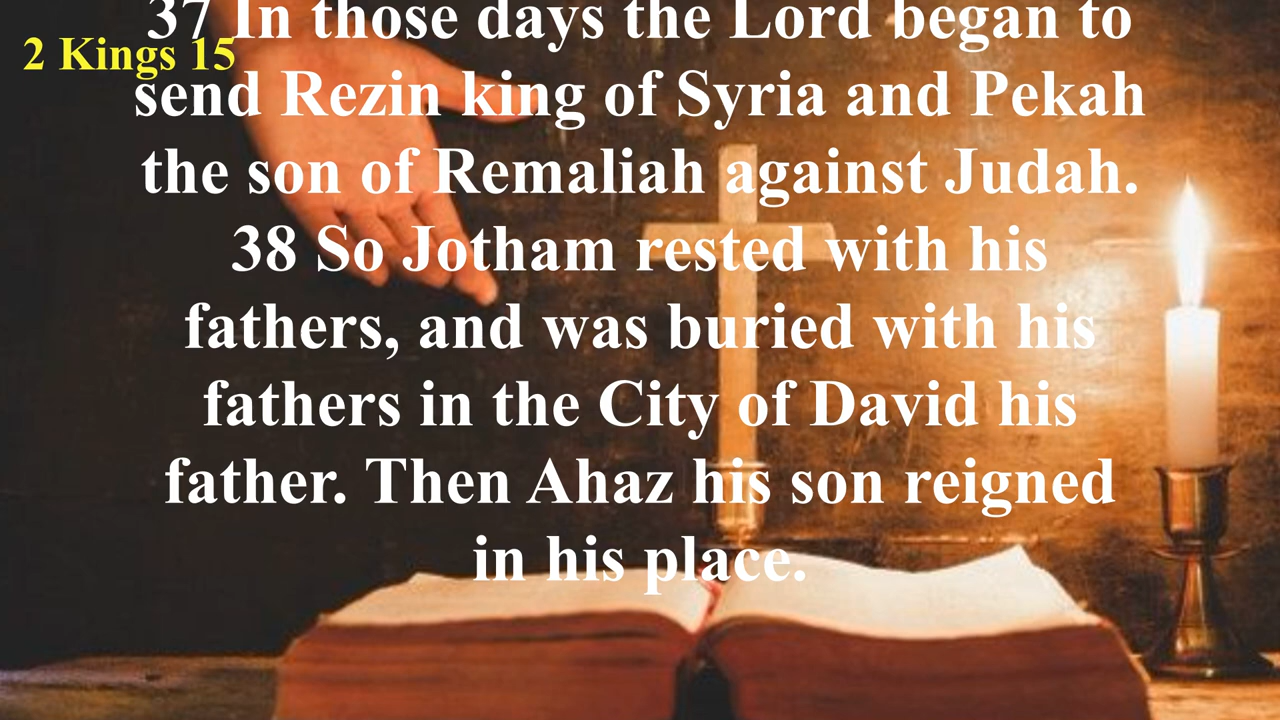 2 Kings 15
37 In those days the Lord began to
send Rezin king of Syria and Pekah
the son of Remaliah against Judah.
38 So Jotham rested with his
fathers, and was buried with his
fathers in the City of David his
father. Then Ahaz his son reigned
in his place.